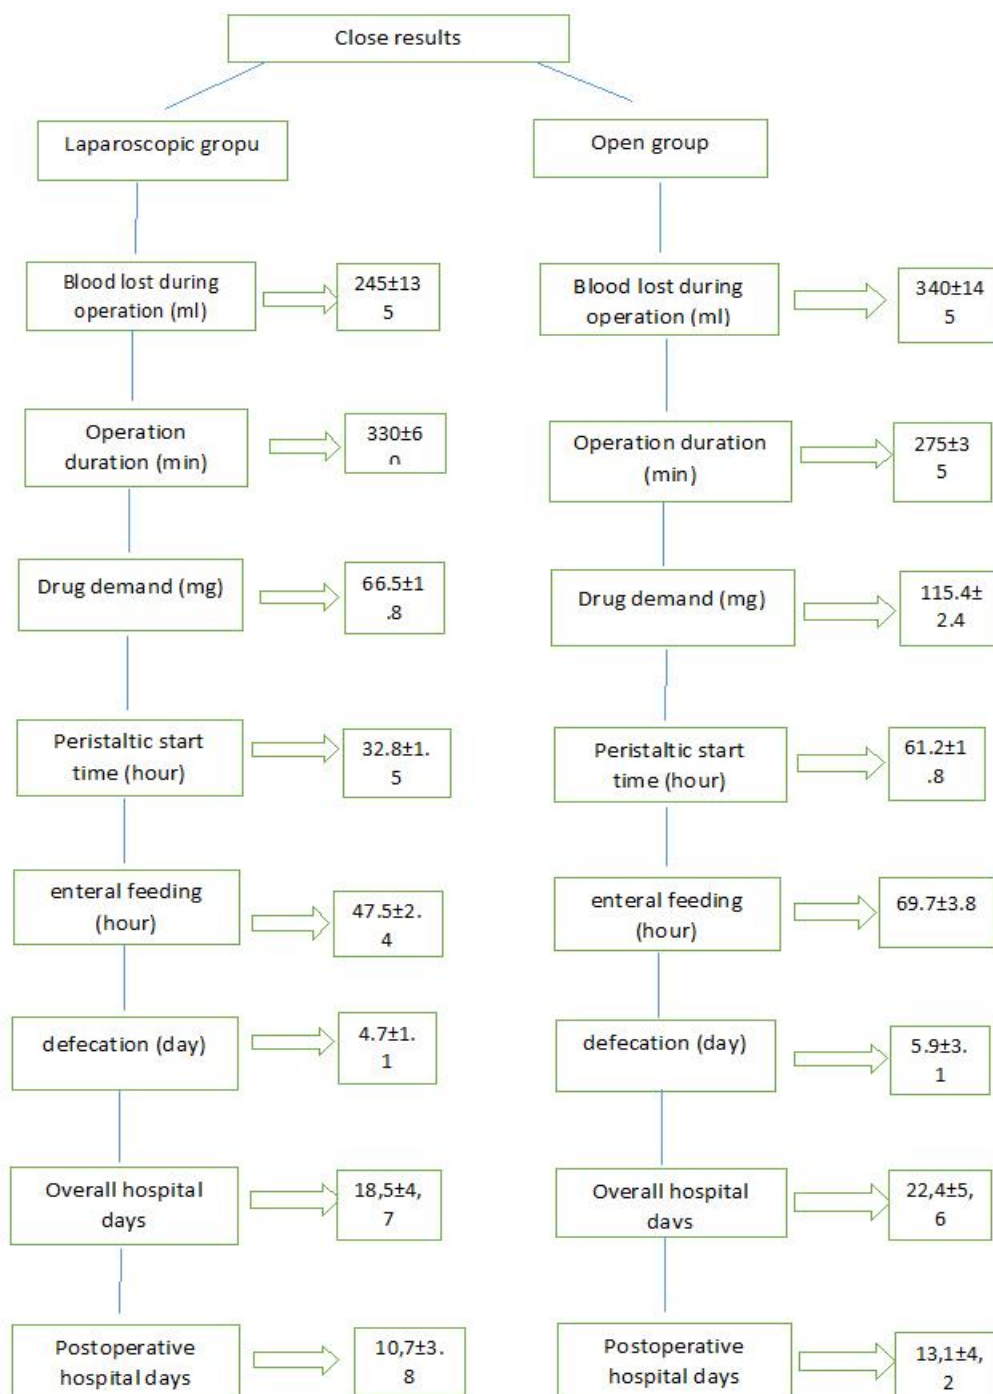 Close results
Laparoscopic gropu
Open group
Blood lost during
operation (ml)
245±13
5
Blood lost during
operation (ml)
340±14
5
Operation
duration (min)
330±6
0
Operation duration
(min)
275±3
5
Drug demand (mg)
66.5±1
.8
Drug demand (mg)
115.4±
2.4
Peristaltic start
time (hour)
32.8±1.
5
Peristaltic start
time (hour)
61.2±1
.8
enteral feeding
(hour)
47.5±2.
4
enteral feeding
(hour)
69.7±3.8
defecation (day)
4.7±1.
1
defecation (day)
5.9±3.
1
Overall hospital
days
18,5±4,
7
Overall hospital
days
22,4±5,
6
Postoperative
hospital days
10,7±3.
8
Postoperative
hospital days
13,1±4,
2